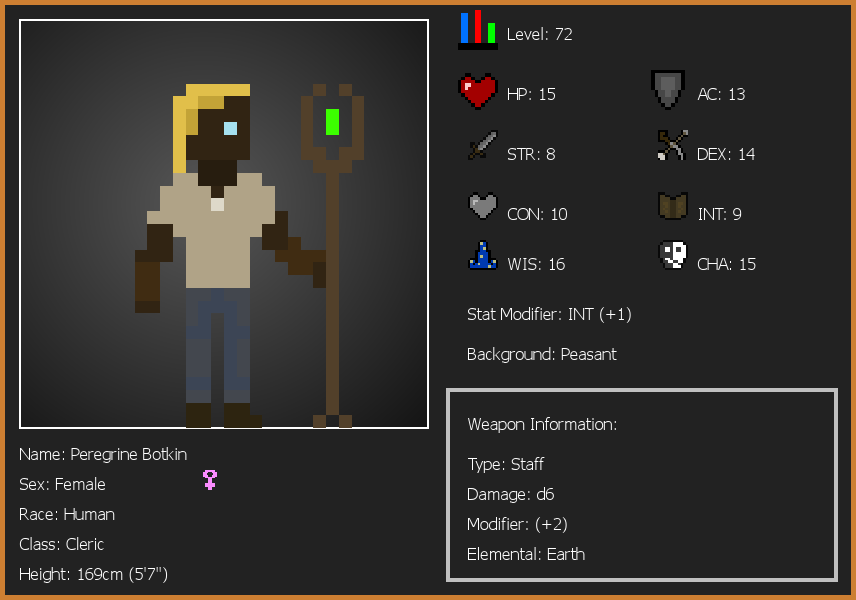 Level: 72
HP: 15
AC: 13
STR: 8
DEX: 14
CON: 10
INT: 9
WIS: 16
CHA: 15
Stat Modifier: INT (+1)
Background: Peasant
Weapon Information:
Type: Staff
Damage: d6
Modifier: (+2)
Elemental: Earth
Name: Peregrine Botkin
Sex: Female
Race: Human
Class: Cleric
Height: 169cm (5'7")